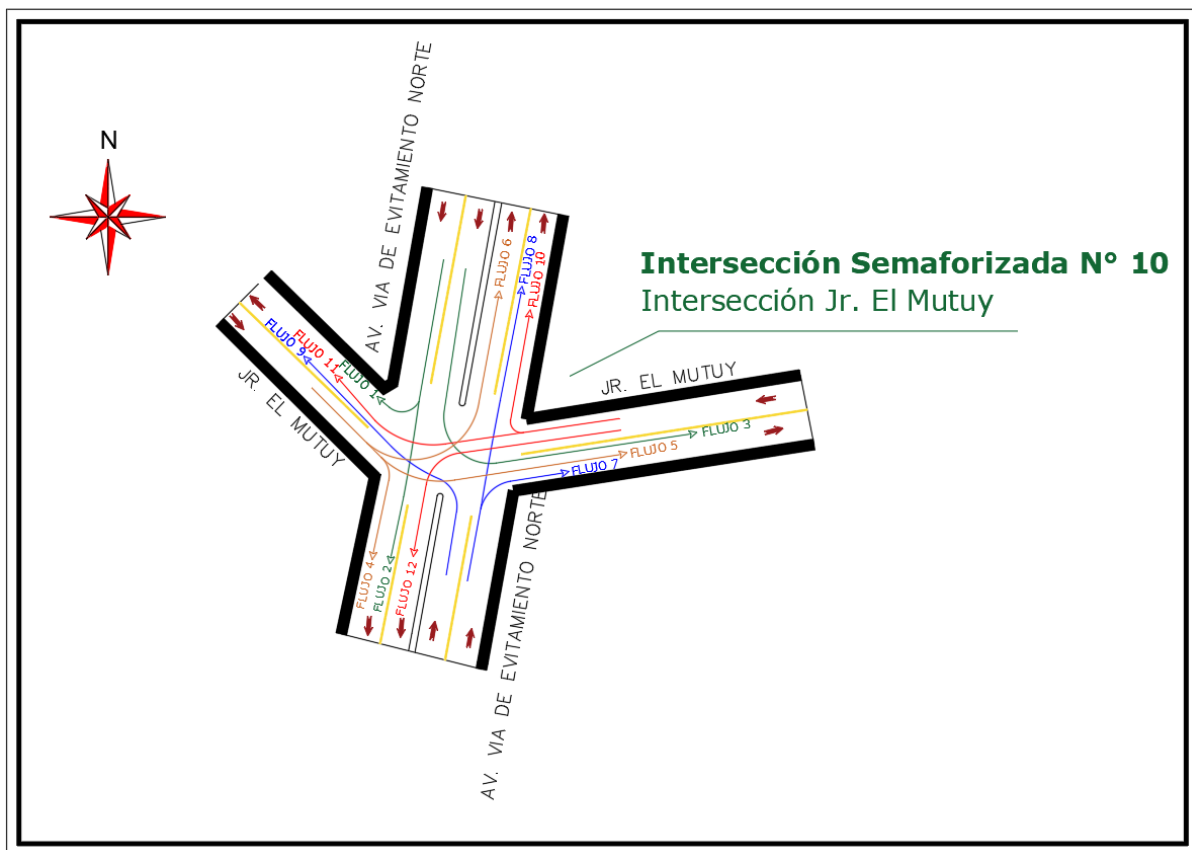 N
AV. VIA DE EVITAMIENTO NORTE
Intersección Semaforizada N° 10
Intersección Jr. El Mutuy
FLUJO 6
FLUJO 8
FLUJO 10
FLUJO 9
FLUJO 11
FLUJO 1
JR. EL MUTUY
JR. EL MUTUY
FLUJO 3
FLUJO 5
FLUJO 7
FLUJO 4
FLUJO 2
FLUJO 12
AV. VIA DE EVITAMIENTO NORTE